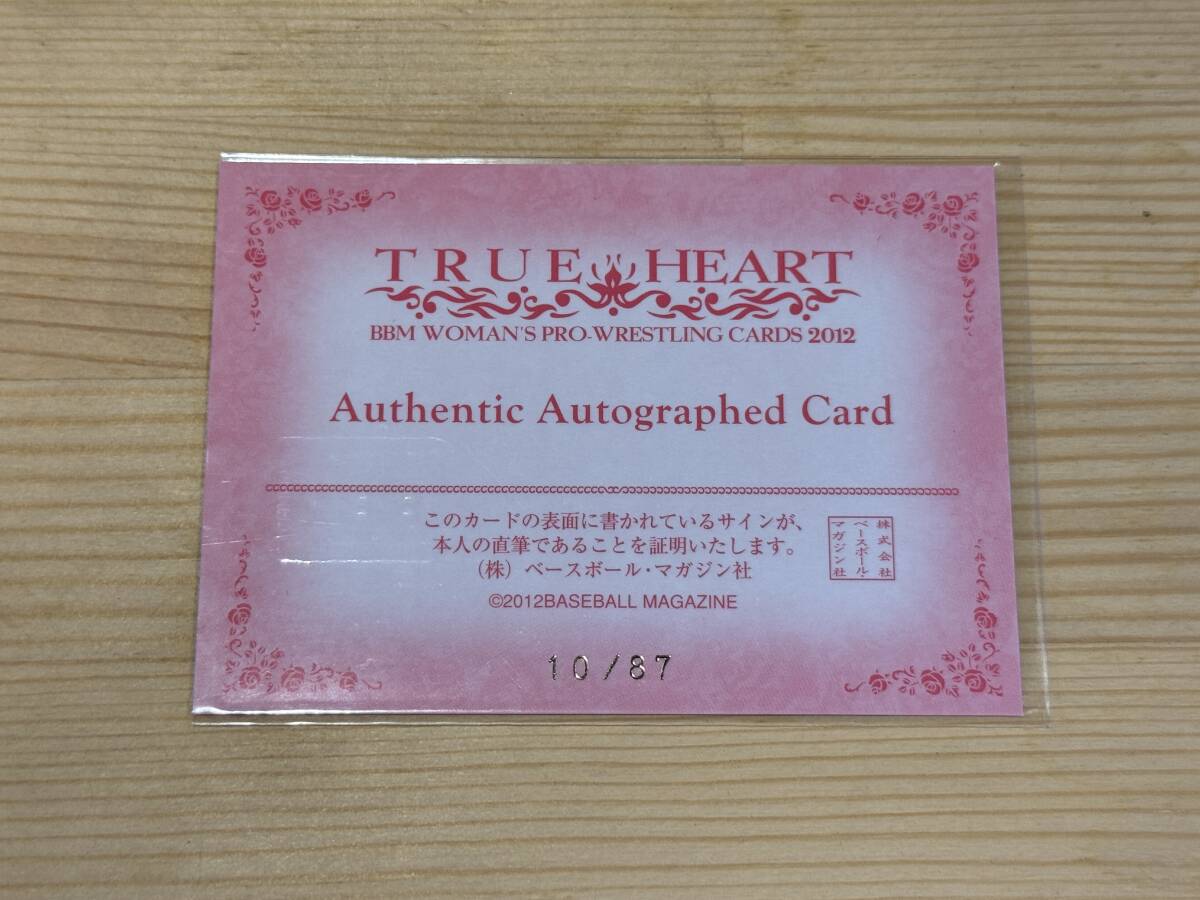 TRUE HEART
BBM WOMAN'S PRO-WRESTLING CARDS 2012
Authentic Autographed Card
このカードの表面に書かれているサインが、
本人の直筆であることを証明いたします。
(株) ベースボール・マガジン社
株式会社
ベースボール・
マガジン社
©2012BASEBALL MAGAZINE
10/87